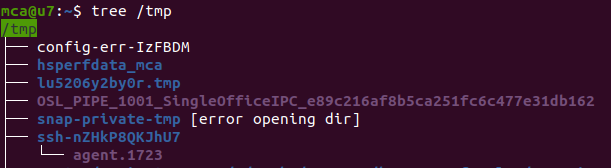 mca@u7:~$ tree /tmp
/tmp
├── config-err-IzFBDM
├── hsperfdata_mca
├── lu5206y2by0r.tmp
├── OSL_PIPE_1001_SingleOfficeIPC_e89c216af8b5ca251fc6c477e31db162
├── snap-private-tmp [error opening dir]
├── ssh-nZHkP8QKJhU7
│   └── agent.1723